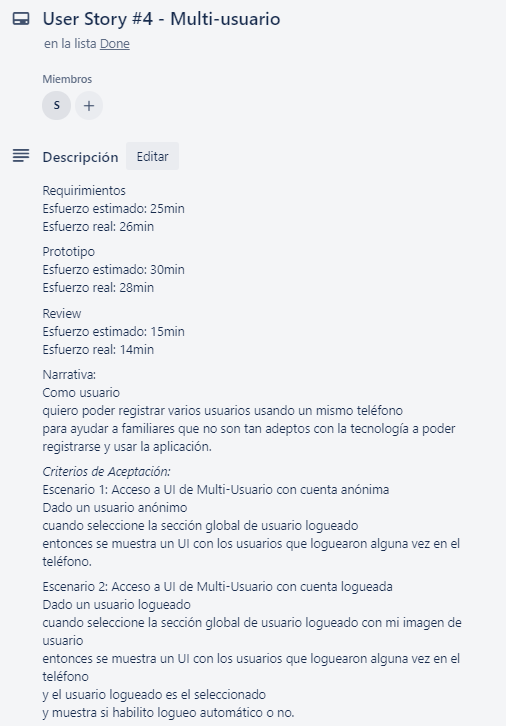 User Story #4 - Multi-usuario
en la lista Done
Miembros
S +
Descripción Editar
Requirimientos
Esfuerzo estimado: 25min
Esfuerzo real: 26min
Prototipo
Esfuerzo estimado: 30min
Esfuerzo real: 28min
Review
Esfuerzo estimado: 15min
Esfuerzo real: 14min
Narrativa:
Como usuario
quiero poder registrar varios usuarios usando un mismo teléfono
para ayudar a familiares que no son tan adeptos con la tecnología a poder
registrarse y usar la aplicación.
Criterios de Aceptación:
Escenario 1: Acceso a UI de Multi-Usuario con cuenta anónima
Dado un usuario anónimo
cuando seleccione la sección global de usuario logueado
entonces se muestra un UI con los usuarios que loguearon alguna vez en el
teléfono.
Escenario 2: Acceso a UI de Multi-Usuario con cuenta logueada
Dado un usuario logueado
cuando seleccione la sección global de usuario logueado con mi imagen de
usuario
entonces se muestra un UI con los usuarios que loguearon alguna vez en el
teléfono
y el usuario logueado es el seleccionado
y muestra si habilito logueo automático o no.